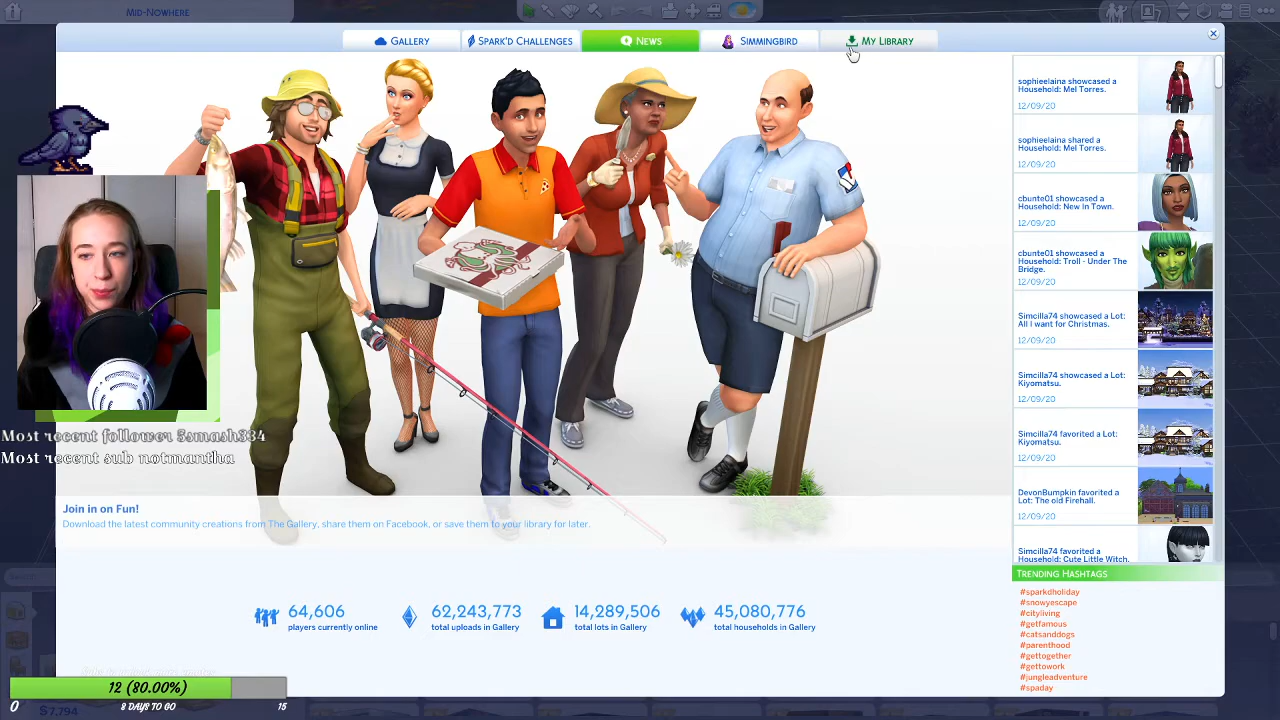 MID-NOWHERE
GALLERY
SPARK'D CHALLENGES
NEWS
SIMMINGBIRD
MY LIBRARY
sophieelaina showcased a
Household: Mel Torres.
12/09/20
sophieelaina shared a
Household: Mel Torres.
12/09/20
cbunte01 showcased a
Household: New In Town.
12/09/20
cbunte01 showcased a
Household: Troll - Under The
Bridge.
12/09/20
Simcilla74 showcased a Lot:
All I want for Christmas.
12/09/20
Simcilla74 showcased a Lot:
Kiyomatsu.
12/09/20
Simcilla74 favorited a Lot:
Kiyomatsu.
12/09/20
DevonBumpkin favorited a
Lot: The old Firehall.
12/09/20
Simcilla74 favorited a
Household: Cute Little Witch.
TRENDING HASHTAGS
#sparkdholiday
#snowyescape
#cityliving
#getfamous
#catsanddogs
#parenthood
#gettogether
#gettowork
#jungleadventure
#spaday
Most recent follower 8smash334
Most recent sub notmantha
Join in on Fun!
Download the latest community creations from The Gallery, share them on Facebook, or save them to your library for later.
64,606
players currently online
62,243,773
total uploads in Gallery
14,289,506
total lots in Gallery
45,080,776
total households in Gallery
12 (80.00%)
0
8 DAYS TO GO
15
$7,794